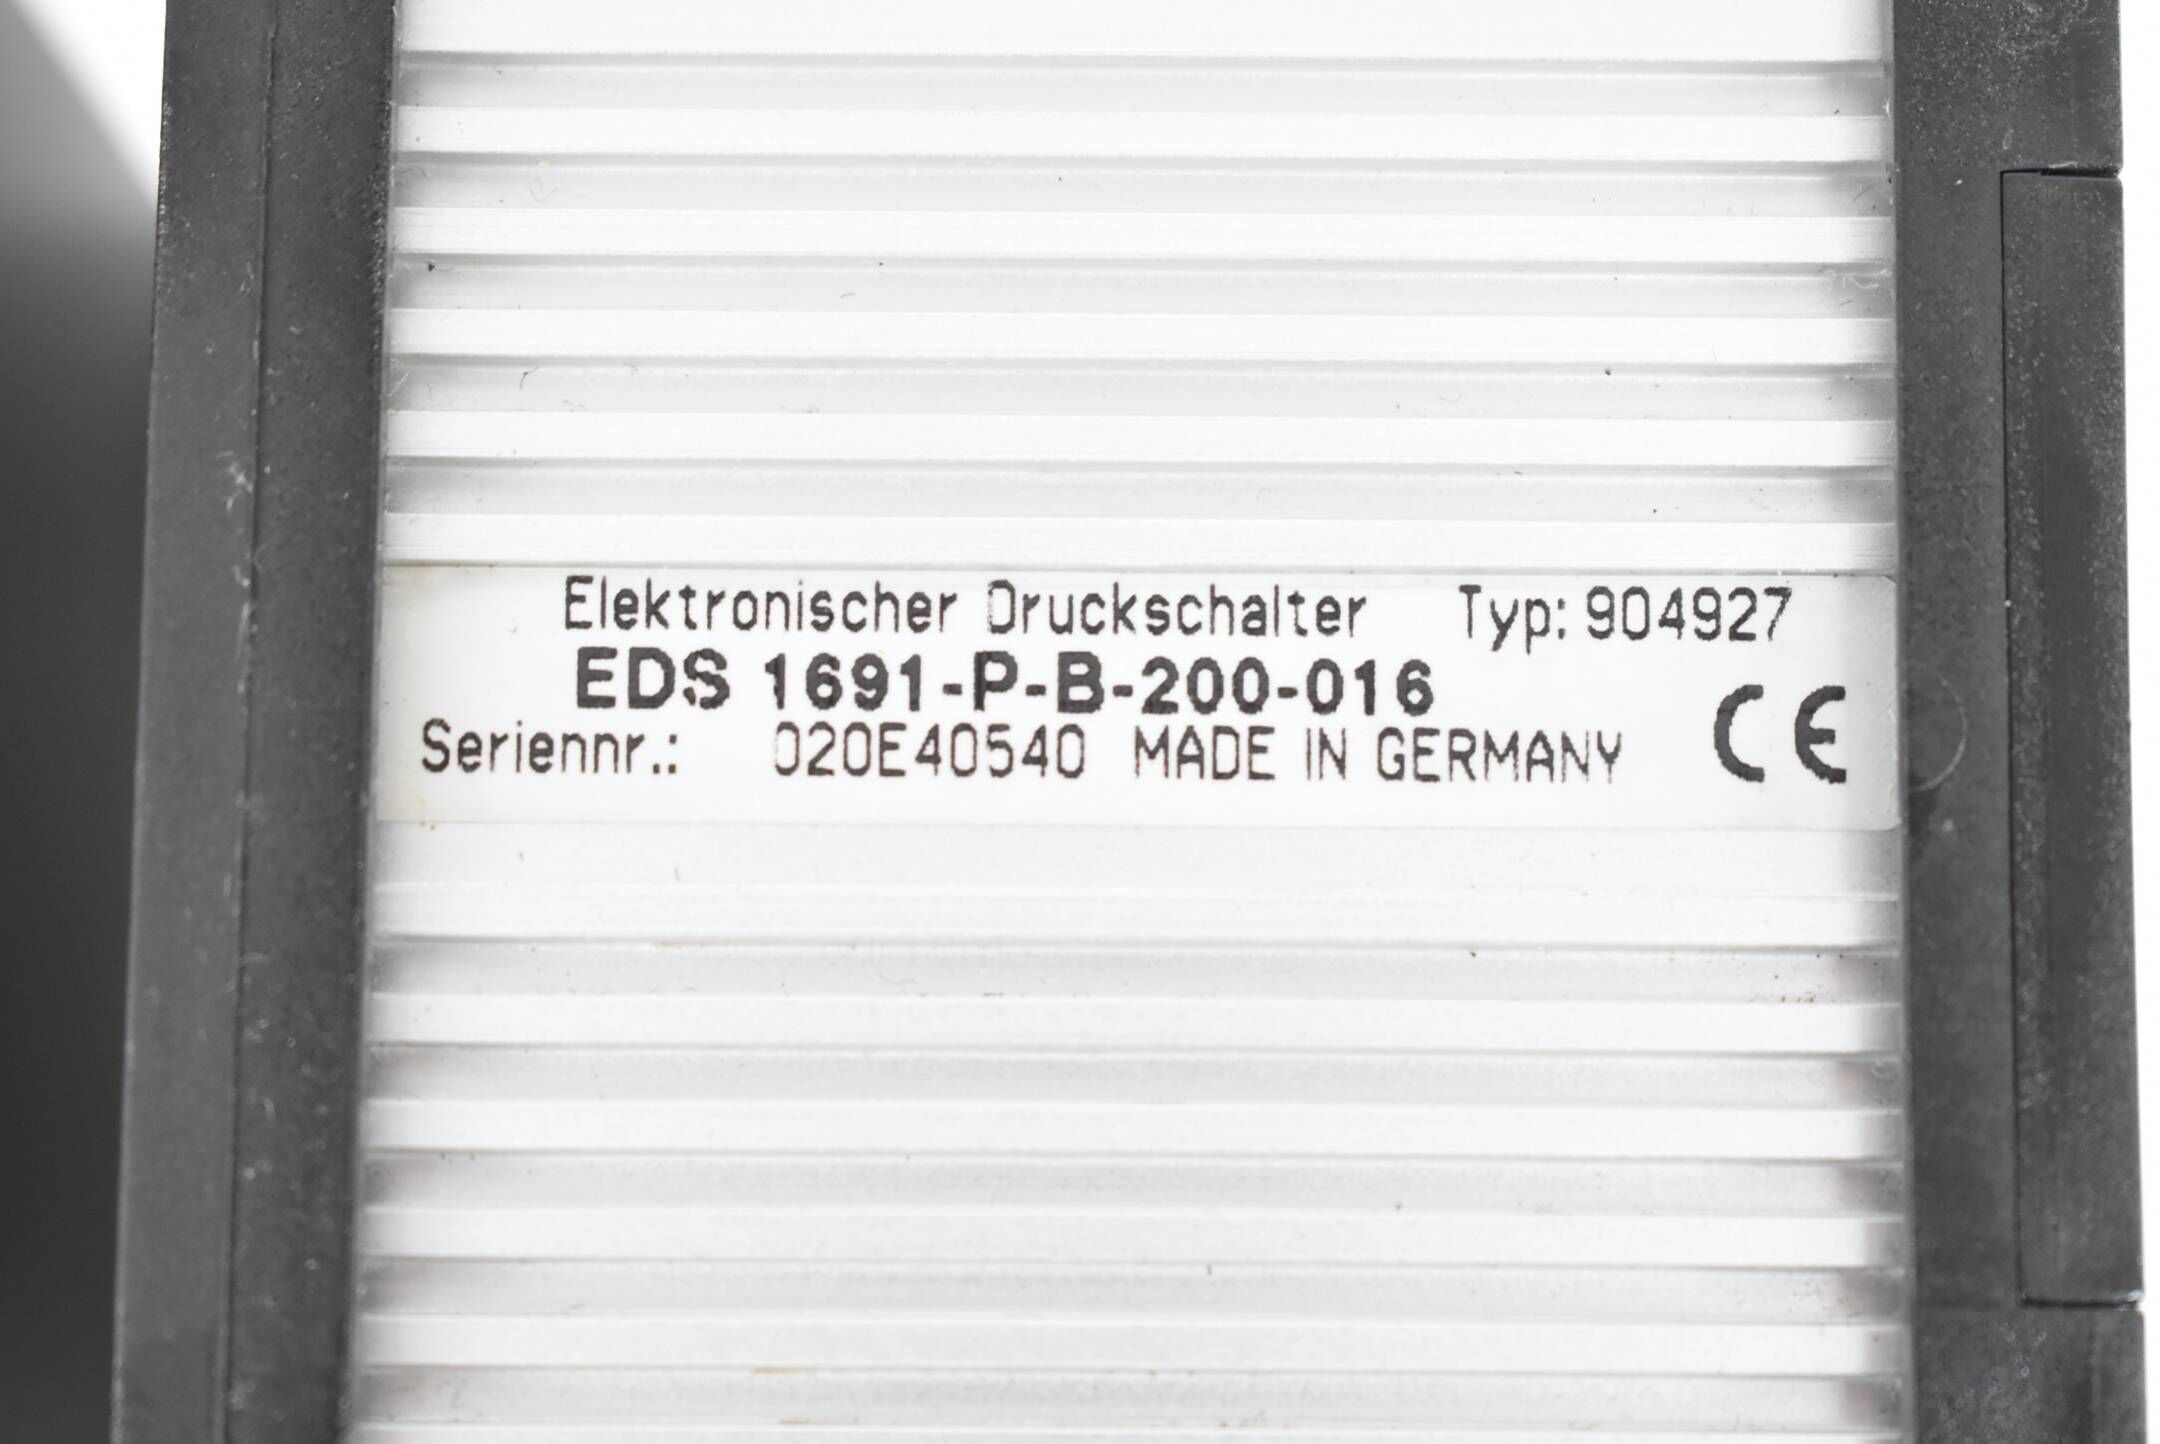 Elektronischer Druckschalter Typ: 904927
EDS 1691-P-B-200-016
Seriennr.: 020E40540 MADE IN GERMANY CE